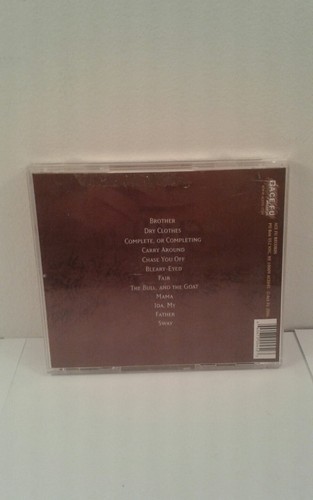 Brother
Dry Clothes
Complete, or Completing
Carry Around
Chase You Off
Bleary-Eyed
Fair
The Bull and the Goat
Mama
Ida, My
Father
Sway